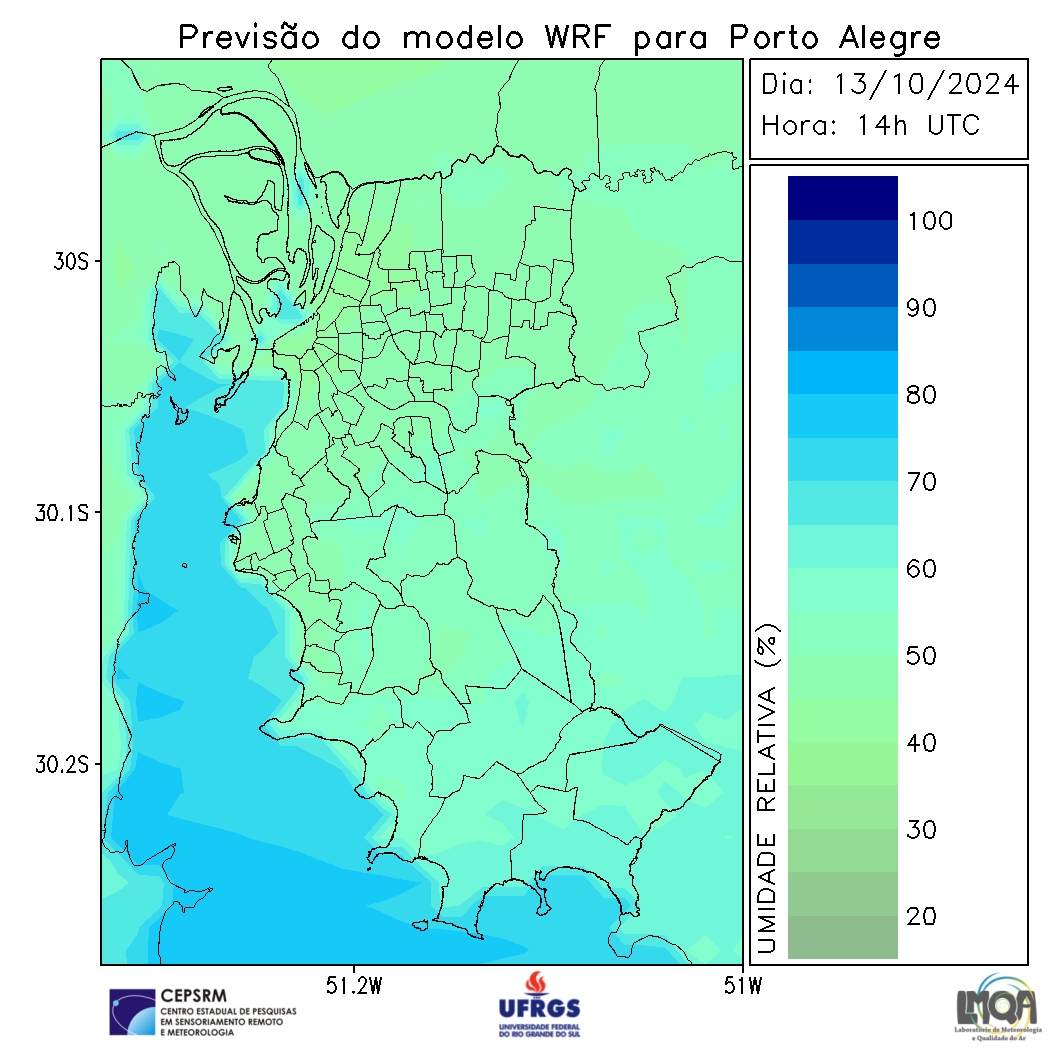 Previsão do modelo WRF para Porto Alegre
Dia: 13/10/2024
Hora: 14h UTC
30S
30.1S
30.2S
51.2W
51W
100
90
80
70
60
50
40
30
20
UMIDADE RELATIVA (%)
CEPSRM
CENTRO ESTADUAL DE PESQUISAS
EM SENSORIAMENTO REMOTO
E METEOROLOGIA
UFRGS
UNIVERSIDADE FEDERAL
DO RIO GRANDE DO SUL
LMQA
Laboratório de Meteorologia
e Qualidade do Ar